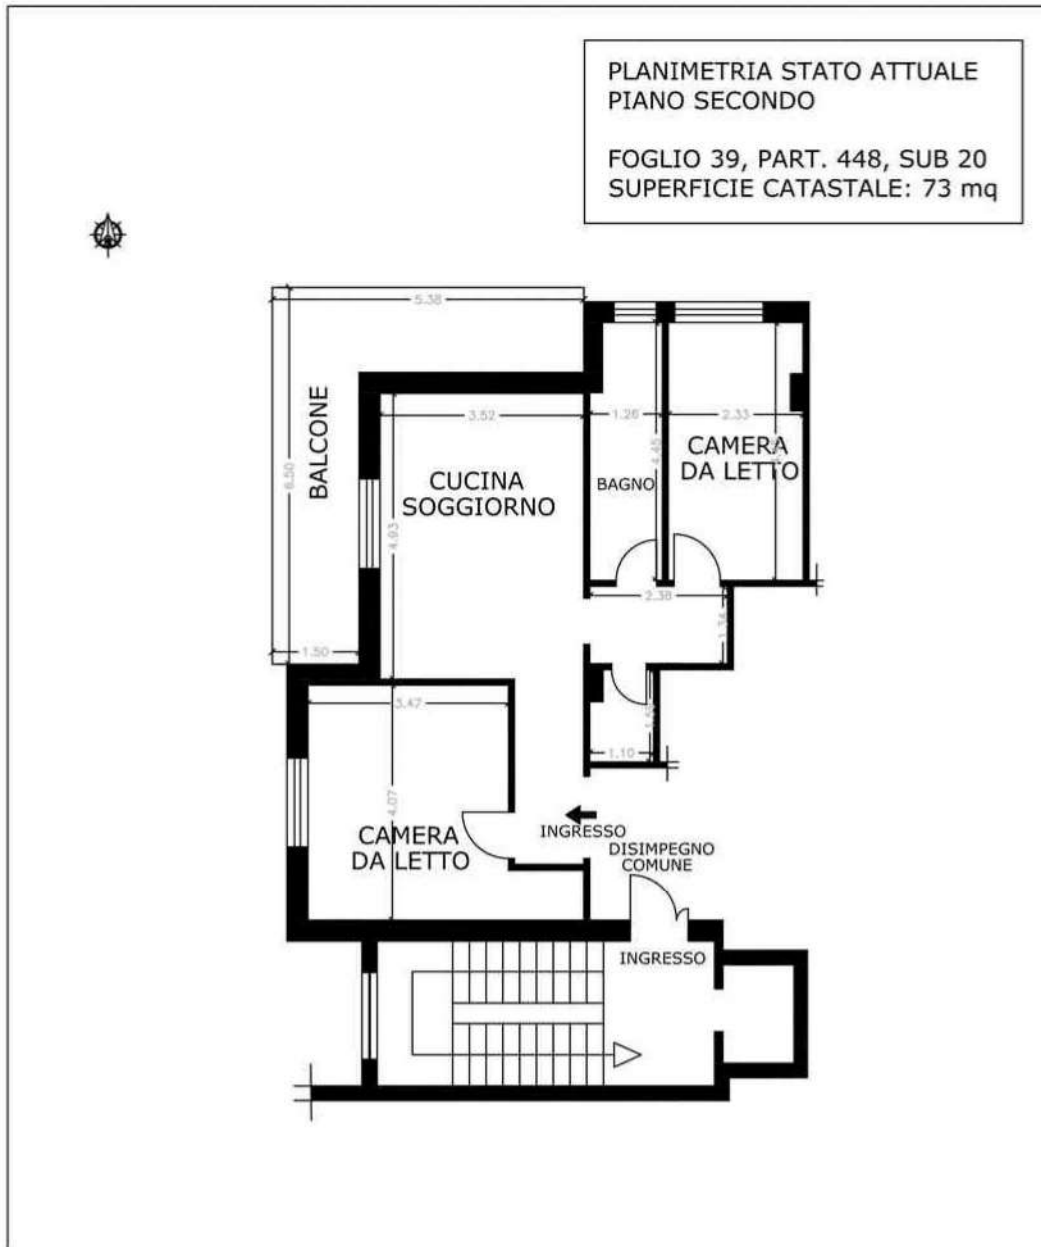 PLANIMETRIA STATO ATTUALE
PIANO SECONDO
FOGLIO 39, PART. 448, SUB 20
SUPERFICIE CATASTALE: 73 mq
5.38
BALCONE
6.50
1.50
3.52
CUCINA
SOGGIORNO
4.93
1.26
4.45
BAGNO
2.33
CAMERA
DA LETTO
2.38
1.34
1.10
3.47
4.07
CAMERA
DA LETTO
INGRESSO
DISIMPEGNO
COMUNE
INGRESSO